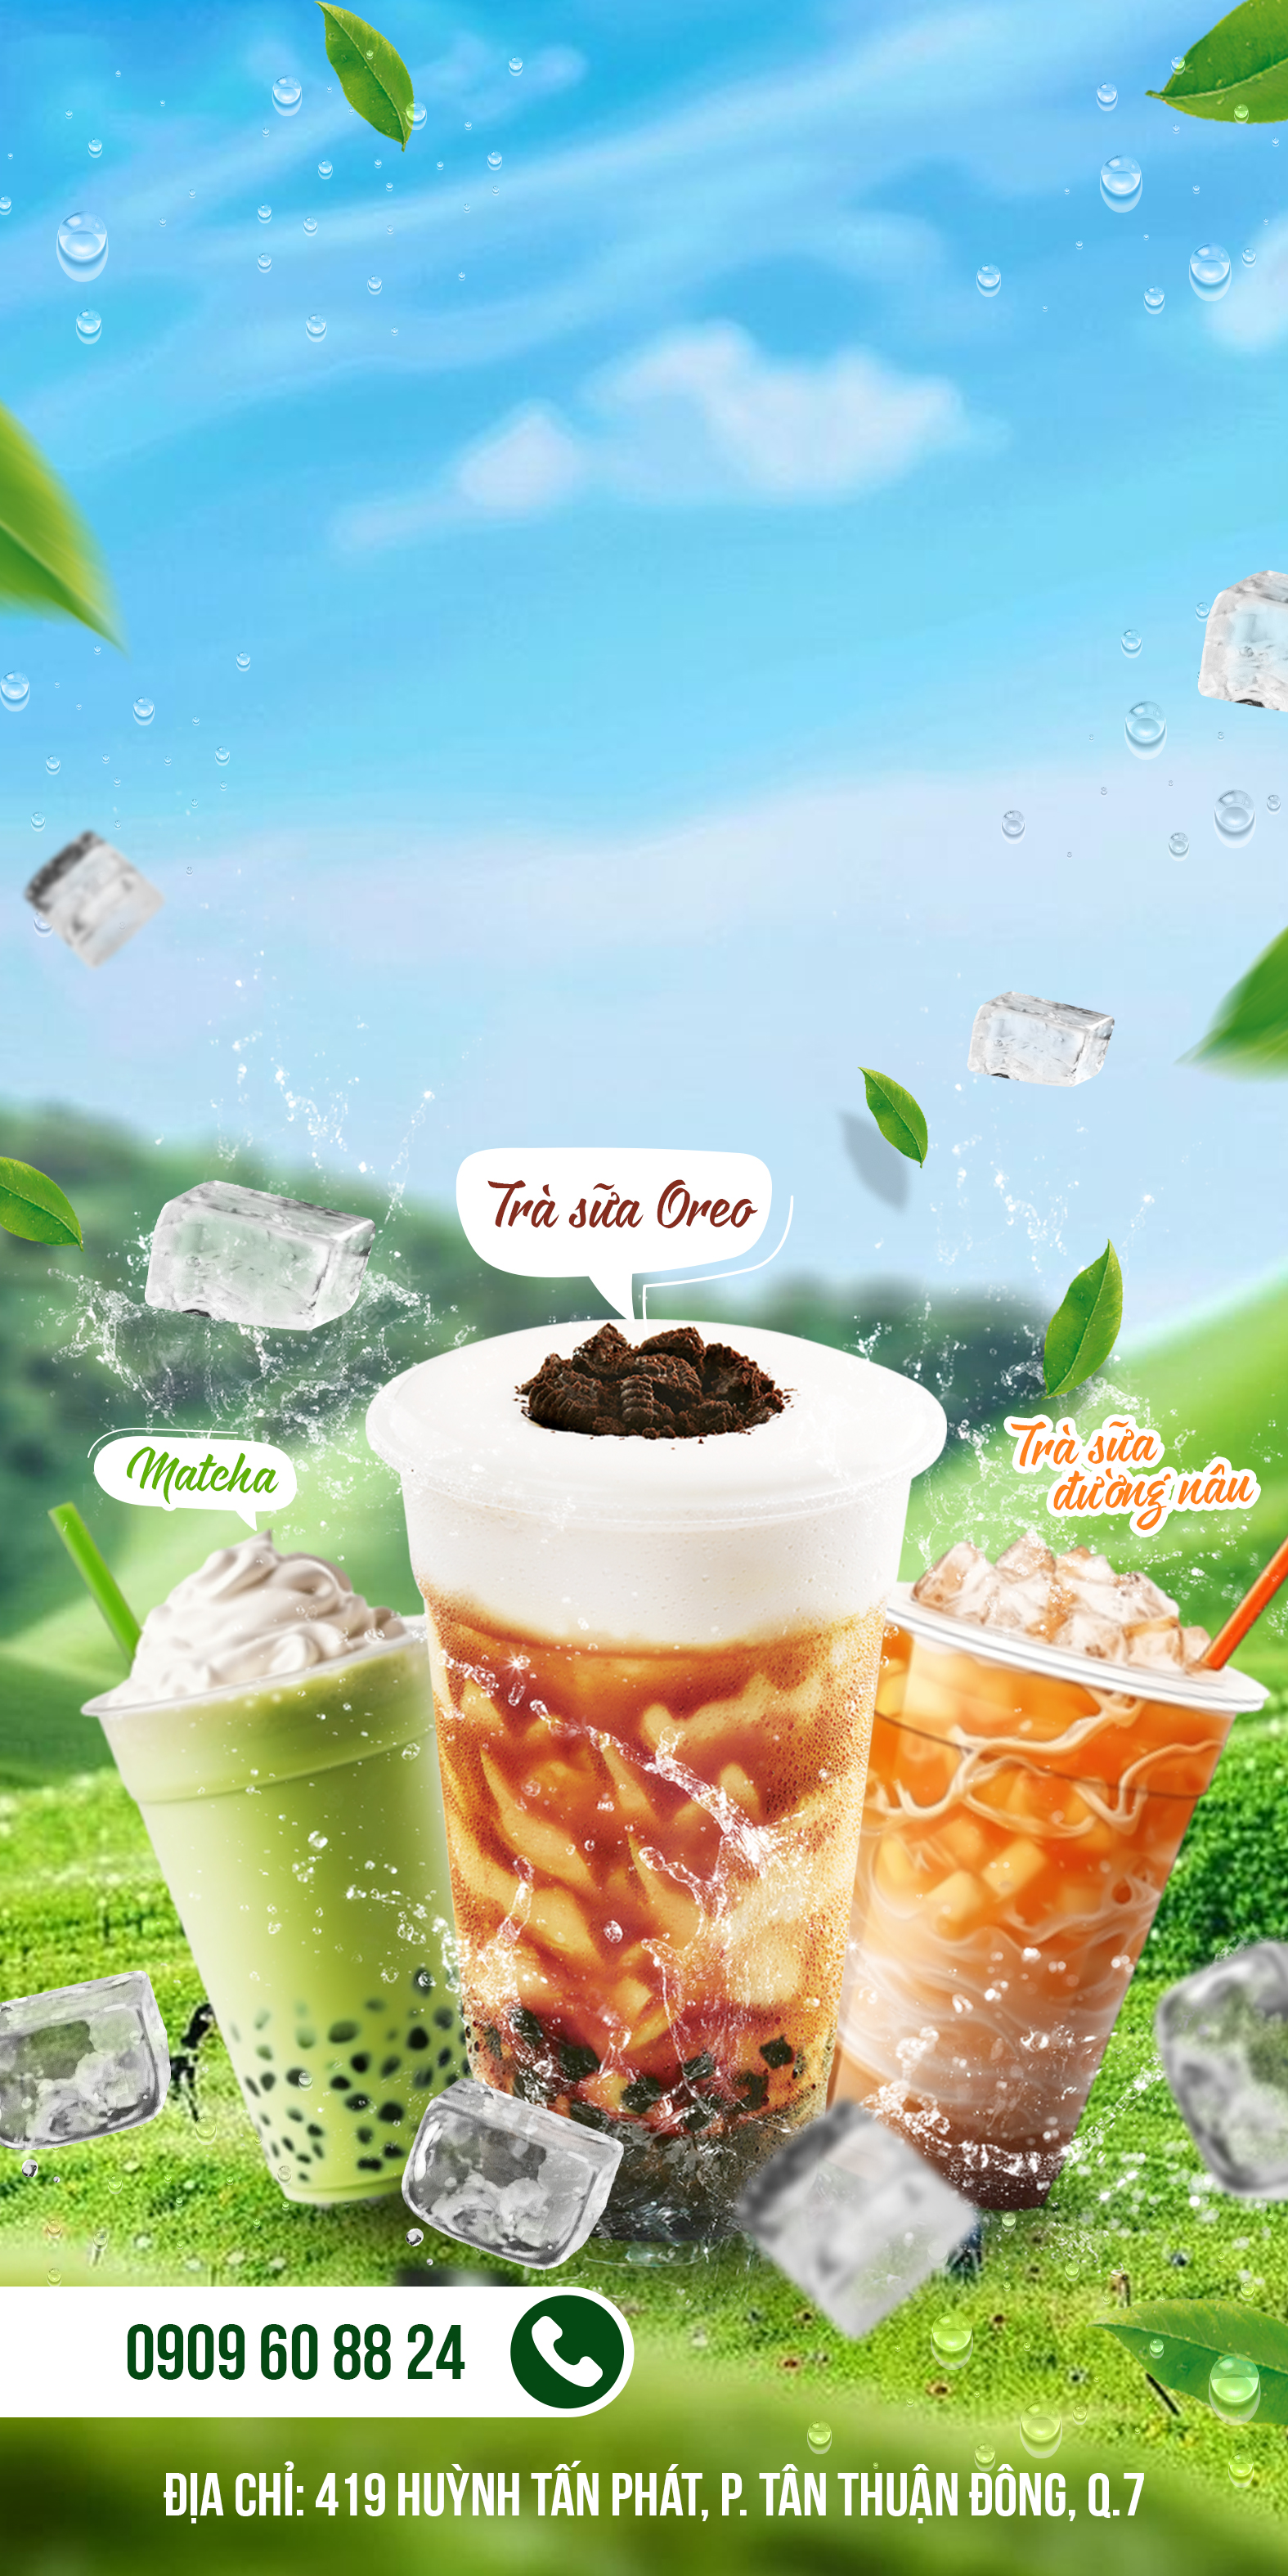 Trà sữa Oreo
Matcha
Trà sữa
đường nâu
0909 60 88 24
ĐỊA CHỈ: 419 HUỲNH TẤN PHÁT, P. TÂN THUẬN ĐÔNG, Q.7